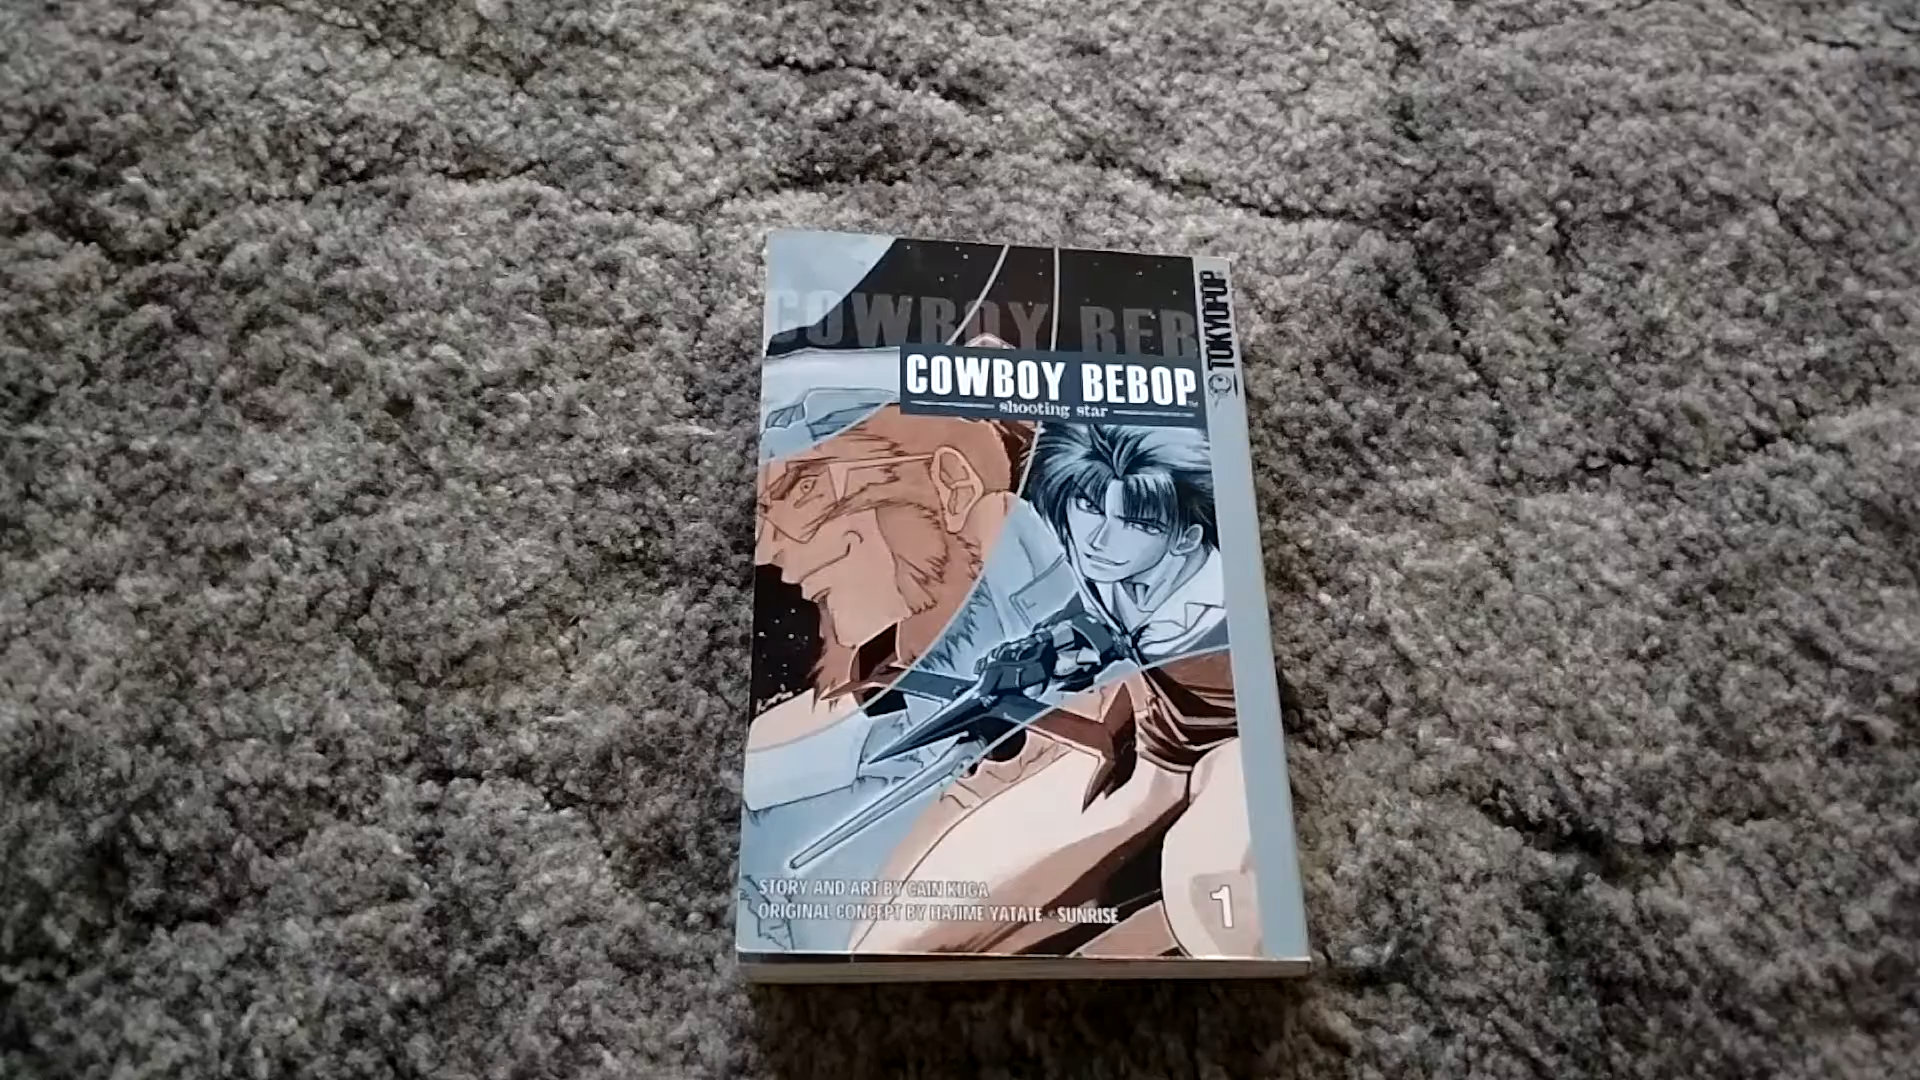 COWBOY BEB
COWBOY BEBOP
shooting star
TOKYOPOP
STORY AND ART BY CAIN KUGA
ORIGINAL CONCEPT BY HAJIME YATATE • SUNRISE
1